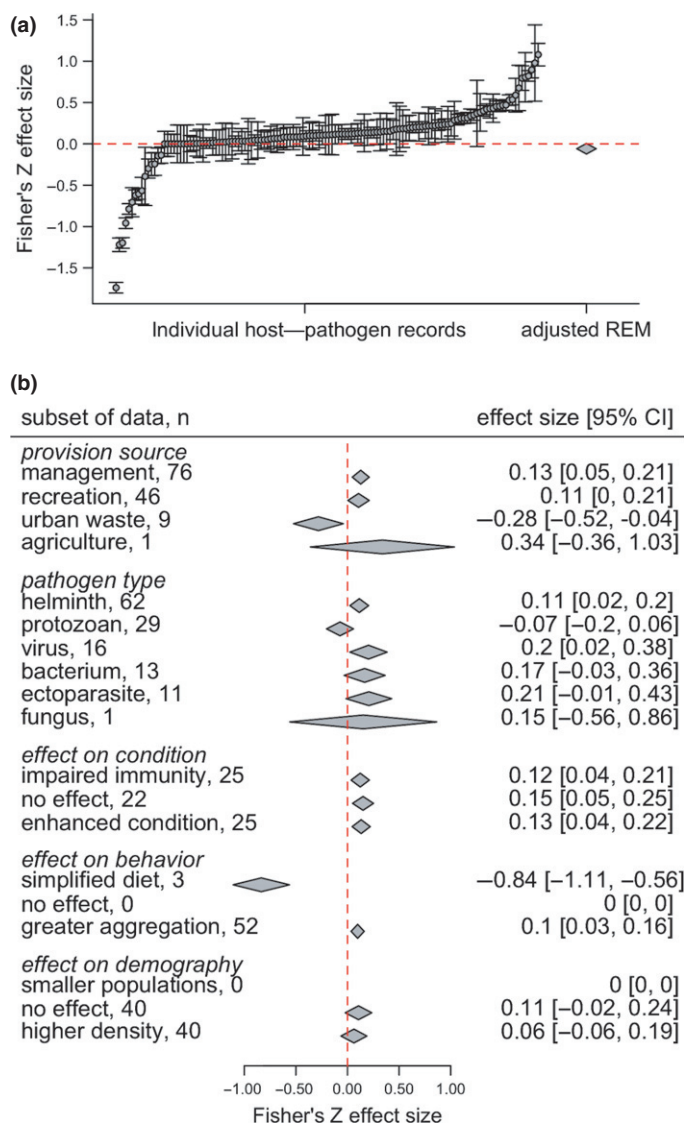 (a)
1.5
1.0
0.5
0.0
−0.5
−1.0
−1.5
Fisher's Z effect size
Individual host—pathogen records adjusted REM
(b)
subset of data, n effect size [95% CI]
provision source
management, 76 0.13 [0.05, 0.21]
recreation, 46 0.11 [0, 0.21]
urban waste, 9 −0.28 [−0.52, -0.04]
agriculture, 1 0.34 [−0.36, 1.03]
pathogen type
helminth, 62 0.11 [0.02, 0.2]
protozoan, 29 −0.07 [−0.2, 0.06]
virus, 16 0.2 [0.02, 0.38]
bacterium, 13 0.17 [−0.03, 0.36]
ectoparasite, 11 0.21 [−0.01, 0.43]
fungus, 1 0.15 [−0.56, 0.86]
effect on condition
impaired immunity, 25 0.12 [0.04, 0.21]
no effect, 22 0.15 [0.05, 0.25]
enhanced condition, 25 0.13 [0.04, 0.22]
effect on behavior
simplified diet, 3 −0.84 [−1.11, −0.56]
no effect, 0 0 [0, 0]
greater aggregation, 52 0.1 [0.03, 0.16]
effect on demography
smaller populations, 0 0 [0, 0]
no effect, 40 0.11 [−0.02, 0.24]
higher density, 40 0.06 [−0.06, 0.19]
−1.00 −0.50 0.00 0.50 1.00
Fisher's Z effect size